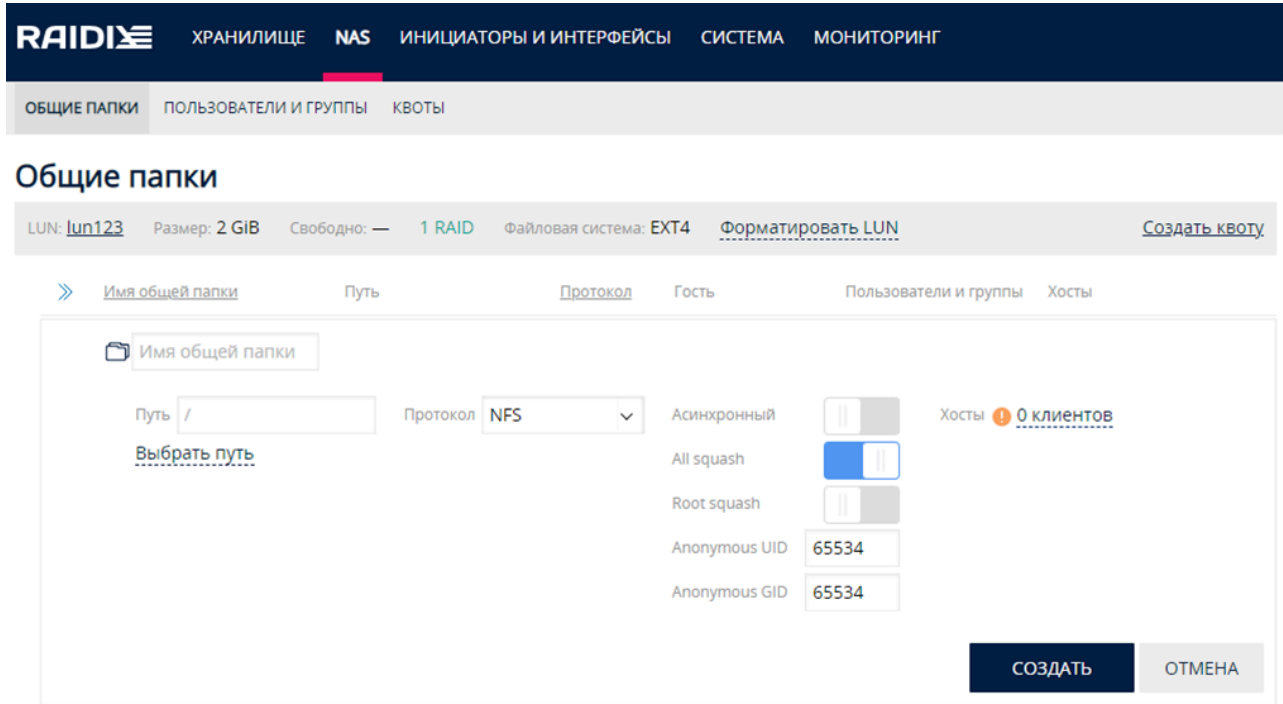 RAIDIX ХРАНИЛИЩЕ NAS ИНИЦИАТОРЫ И ИНТЕРФЕЙСЫ СИСТЕМА МОНИТОРИНГ
ОБЩИЕ ПАПКИ ПОЛЬЗОВАТЕЛИ И ГРУППЫ КВОТЫ
Общие папки
LUN: lun123 Размер: 2 GiB Свободно: — 1 RAID Файловая система: EXT4 Форматировать LUN Создать квоту
Имя общей папки Путь Протокол Гость Пользователи и группы Хосты
Имя общей папки
Путь / Протокол NFS Асинхронный Хосты 0 клиентов
Выбрать путь All squash
Root squash
Anonymous UID 65534
Anonymous GID 65534
СОЗДАТЬ ОТМЕНА